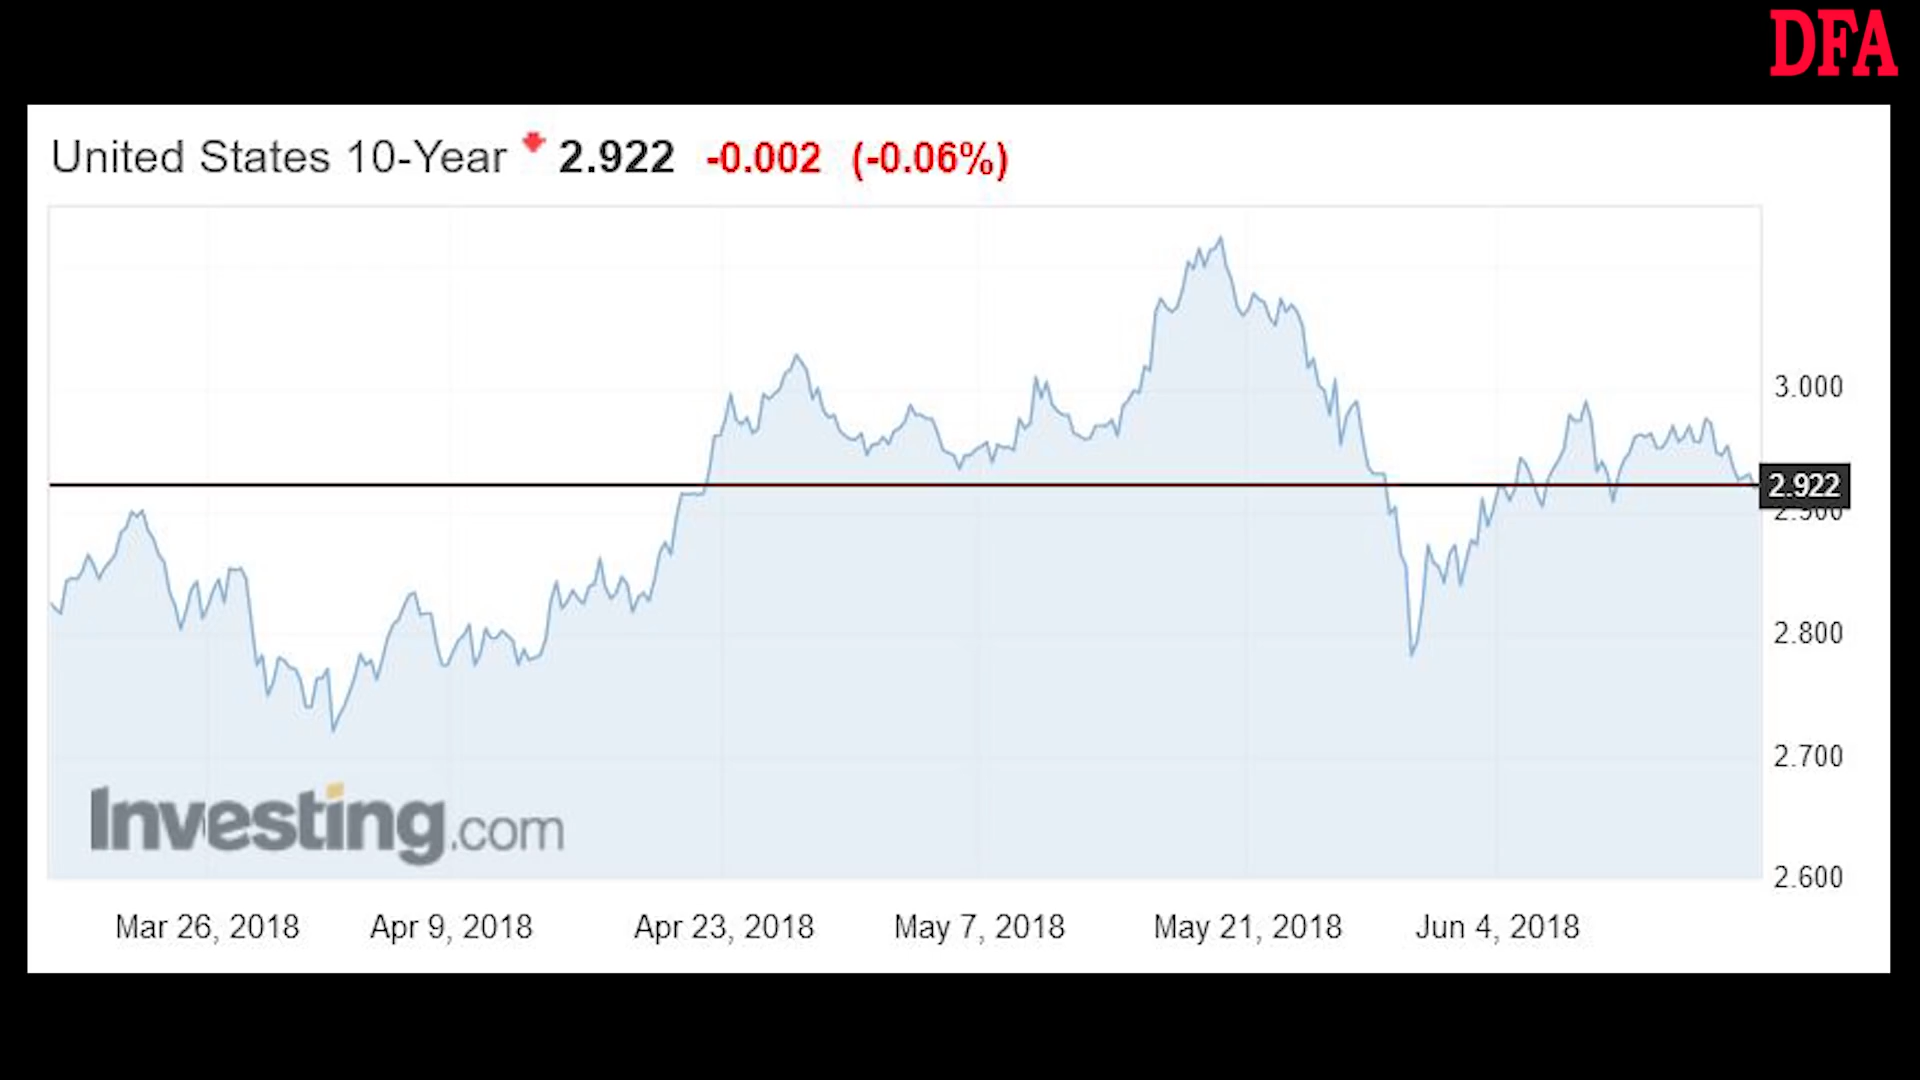 DFA
United States 10-Year 2.922 -0.002 (-0.06%)
3.000
2.922
2.900
2.800
2.700
2.600
Investing.com
Mar 26, 2018 Apr 9, 2018 Apr 23, 2018 May 7, 2018 May 21, 2018 Jun 4, 2018